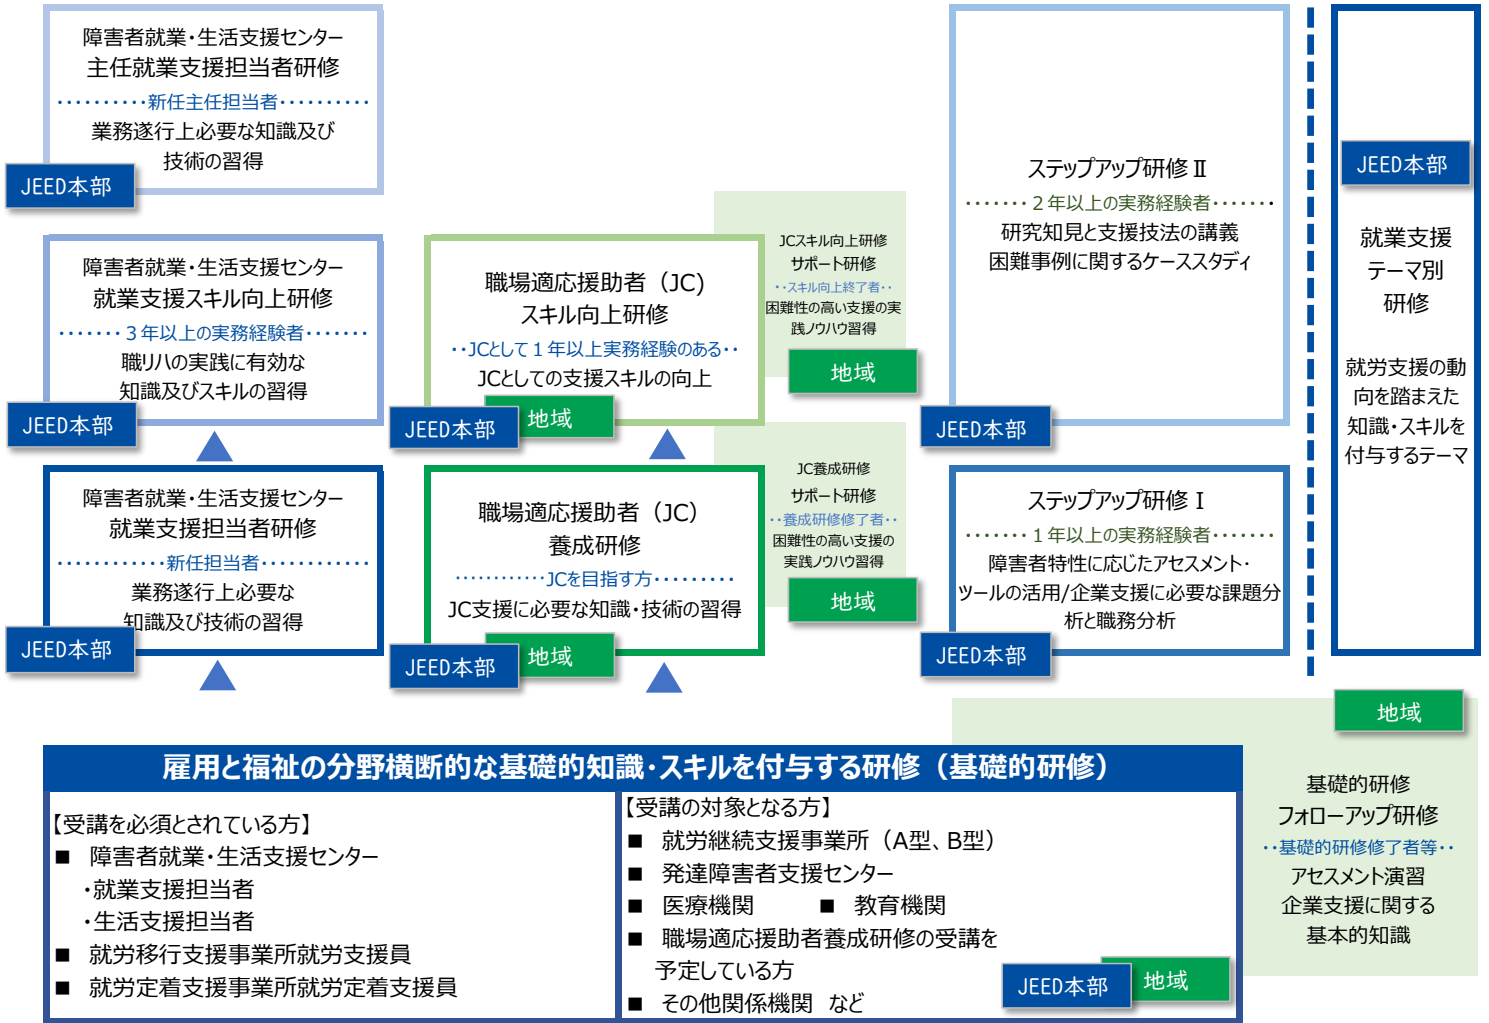 障害者就業・生活支援センター
主任就業支援担当者研修
・・・・・・・・・・新任主任担当者・・・・・・・・・・
業務遂行上必要な知識及び
技術の習得
JEED本部
障害者就業・生活支援センター
就業支援スキル向上研修
・・・・・・・3年以上の実務経験者・・・・・・・
職リハの実践に有効な
知識及びスキルの習得
JEED本部
障害者就業・生活支援センター
就業支援担当者研修
・・・・・・・・・・・・新任担当者・・・・・・・・・・・・
業務遂行上必要な
知識及び技術の習得
JEED本部
職場適応援助者（JC）
スキル向上研修
・・JCとして1年以上実務経験のある・・
JCとしての支援スキルの向上
JEED本部
地域
JCスキル向上研修
サポート研修
・・スキル向上終了者・・
困難性の高い支援の実
践ノウハウ習得
地域
職場適応援助者（JC）
養成研修
・・・・・・・・・・・・JCを目指す方・・・・・・・・・
JC支援に必要な知識・技術の習得
JEED本部
地域
JC養成研修
サポート研修
・・養成研修修了者・・
困難性の高い支援の
実践ノウハウ習得
地域
ステップアップ研修Ⅱ
・・・・・・・2年以上の実務経験者・・・・・・・
研究知見と支援技法の講義
困難事例に関するケーススタディ
JEED本部
ステップアップ研修Ⅰ
・・・・・・・1年以上の実務経験者・・・・・・・
障害者特性に応じたアセスメント・
ツールの活用/企業支援に必要な課題分
析と職務分析
JEED本部
JEED本部
就業支援
テーマ別
研修
就労支援の動
向を踏まえた
知識・スキルを
付与するテーマ
雇用と福祉の分野横断的な基礎的知識・スキルを付与する研修（基礎的研修）
【受講を必須とされている方】
■ 障害者就業・生活支援センター
・就業支援担当者
・生活支援担当者
■ 就労移行支援事業所就労支援員
■ 就労定着支援事業所就労定着支援員
【受講の対象となる方】
■ 就労継続支援事業所（A型、B型）
■ 発達障害者支援センター
■ 医療機関 ■ 教育機関
■ 職場適応援助者養成研修の受講を
予定している方
■ その他関係機関 など
JEED本部
地域
地域
基礎的研修
フォローアップ研修
・・基礎的研修修了者等・・
アセスメント演習
企業支援に関する
基本的知識